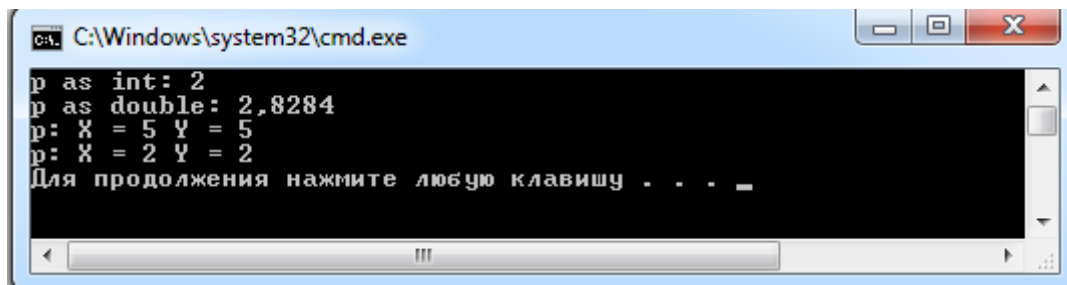 C:\Windows\system32\cmd.exe
p as int: 2
p as double: 2,8284
p: X = 5 Y = 5
p: X = 2 Y = 2
Для продолжения нажмите любую клавишу . . . _